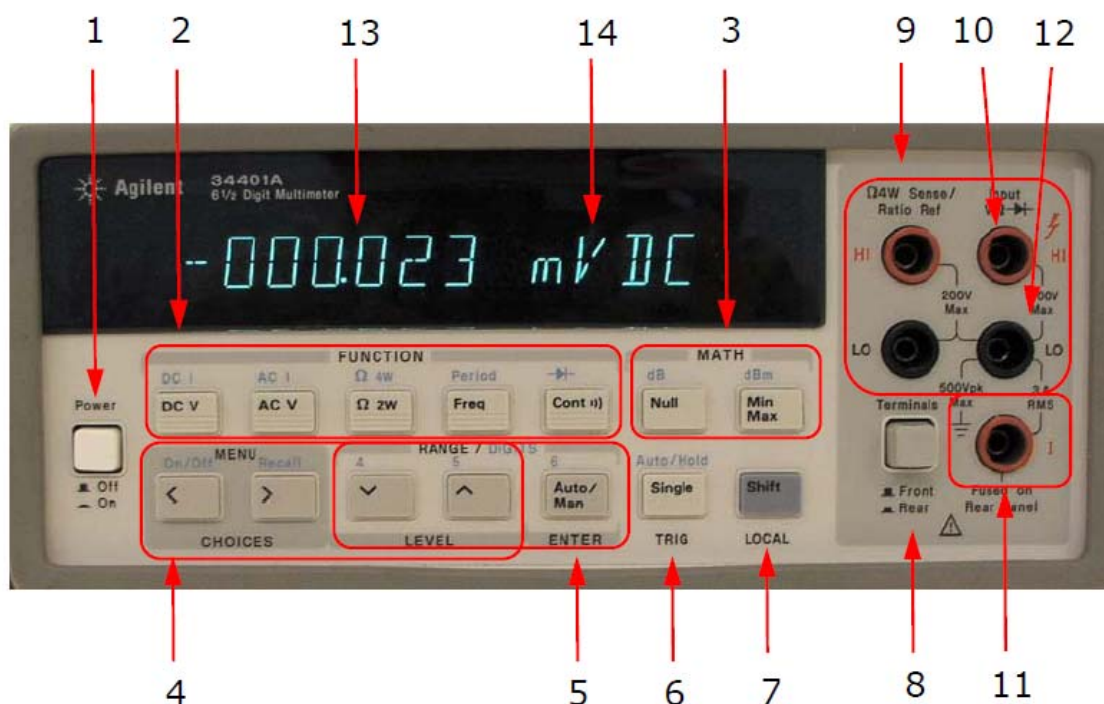 1 2 13 14 3 9 10 12
Agilent 34401A
6½ Digit Multimeter
-000.023 mVDC
Ω4W Sense/
Ratio Ref
Input
HI HI
200V
Max
Max
LO LO
500Vpk
Max
RMS
I
Fused on
Rear Panel
Terminals
Front
Rear
FUNCTION
DC I AC I Ω 4W Period
DC V AC V Ω 2W Freq Cont
MATH
dB dBm
Null Min
Max
Power
Off
On
MENU
On/Off Recall
< >
CHOICES
RANGE / DIGITS
4 5 6
Auto/
Man
LEVEL ENTER
Auto/Hold
Single
TRIG
Shift
LOCAL
4 5 6 7 8 11